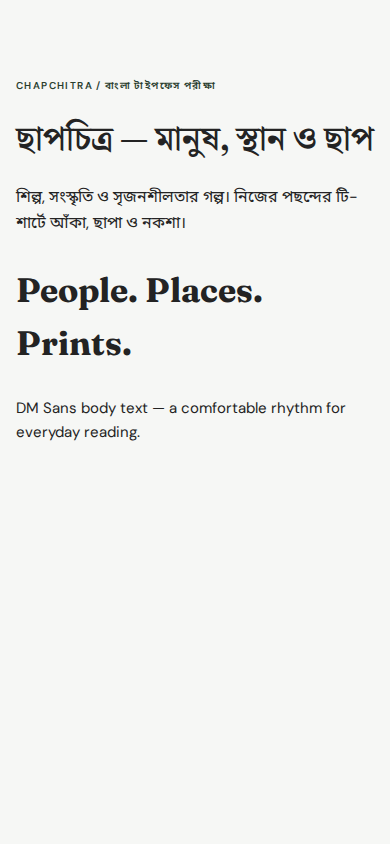 CHAPCHITRA / বাংলা টাইপফেস পরীক্ষা
ছাপচিত্র — মানুষ, স্থান ও ছাপ
শিল্প, সংস্কৃতি ও সৃজনশীলতার গল্প। নিজের পছন্দের টি-
শার্টে আঁকা, ছাপা ও নকশা।
People. Places.
Prints.
DM Sans body text — a comfortable rhythm for
everyday reading.